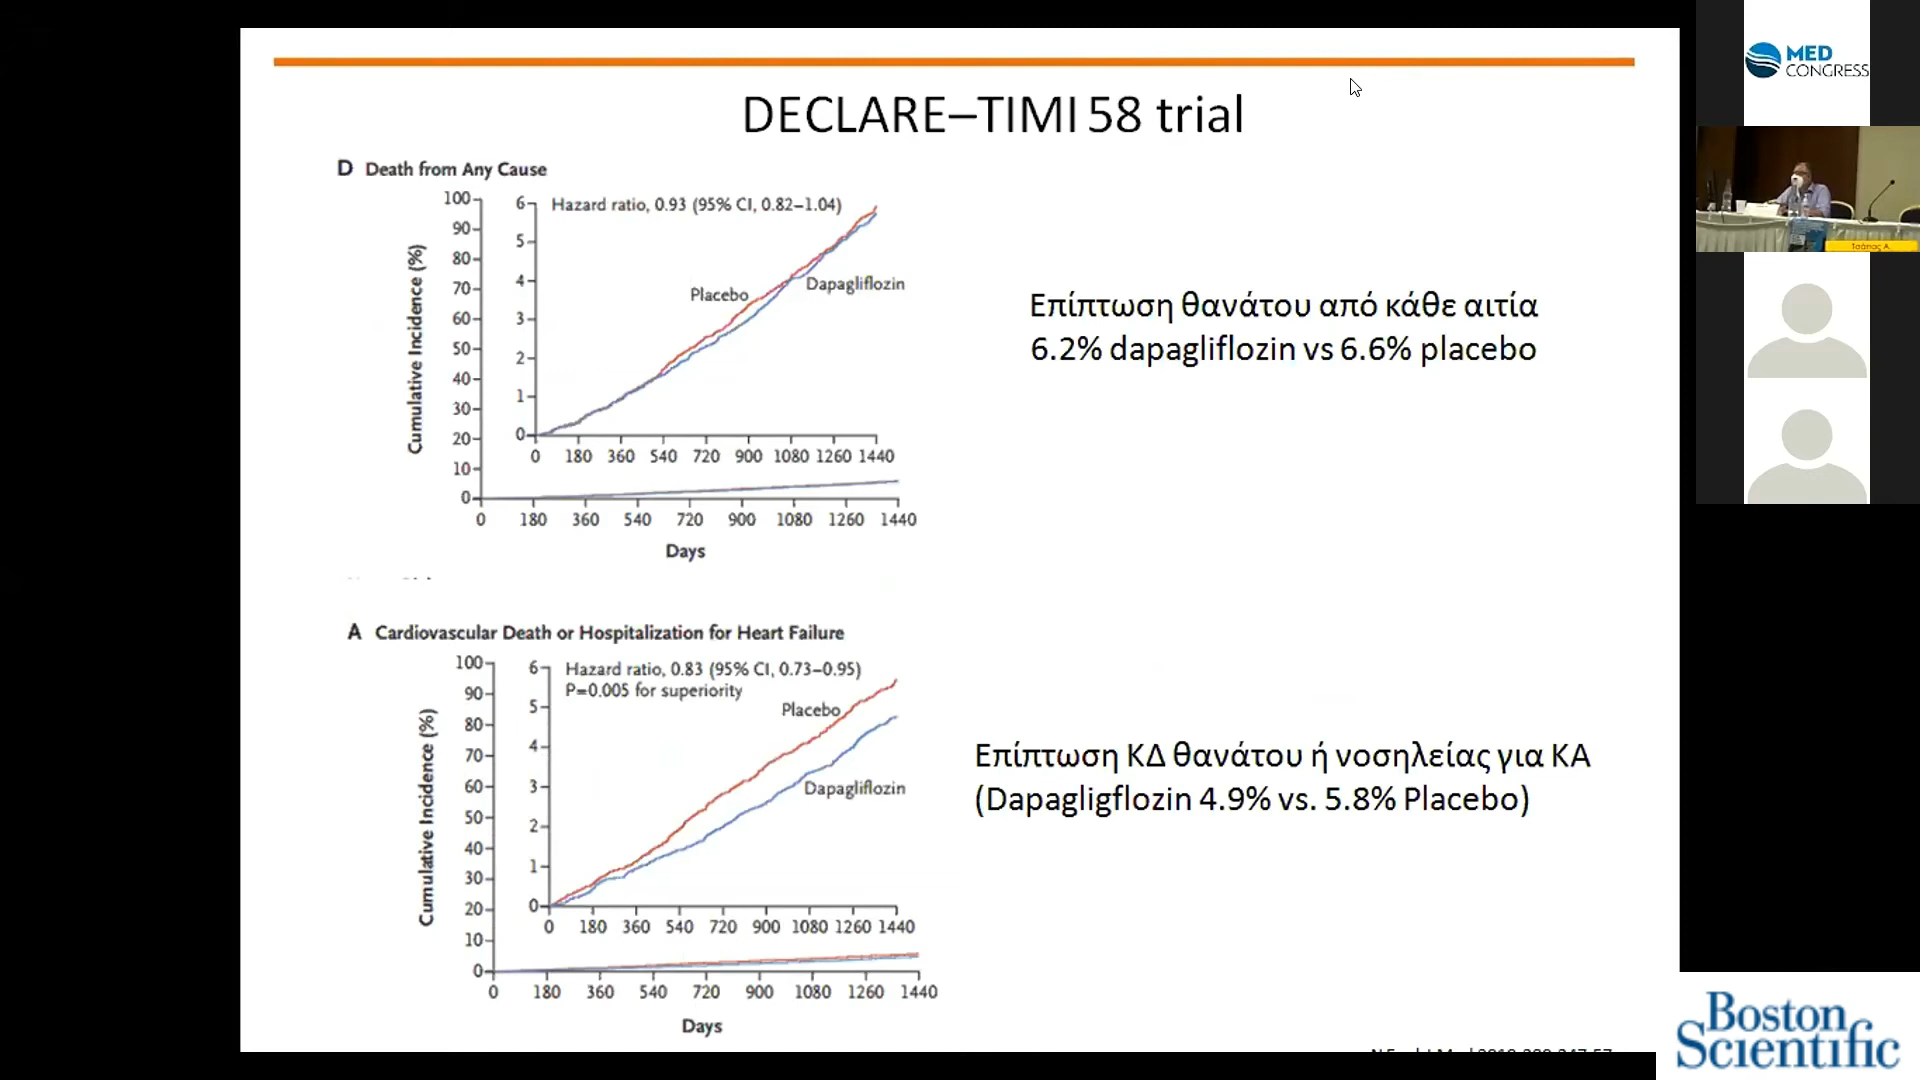 DECLARE–TIMI 58 trial
D Death from Any Cause
Hazard ratio, 0.93 (95% CI, 0.82–1.04)
Cumulative Incidence (%)
100
90
80
70
60
50
40
30
20
10
0
6
5
4
3
2
1
0
Placebo
Dapagliflozin
0 180 360 540 720 900 1080 1260 1440
0 180 360 540 720 900 1080 1260 1440
Days
Επίπτωση θανάτου από κάθε αιτία
6.2% dapagliflozin vs 6.6% placebo
A Cardiovascular Death or Hospitalization for Heart Failure
Hazard ratio, 0.83 (95% CI, 0.73–0.95)
P=0.005 for superiority
Cumulative Incidence (%)
100
90
80
70
60
50
40
30
20
10
0
6
5
4
3
2
1
0
Placebo
Dapagliflozin
0 180 360 540 720 900 1080 1260 1440
0 180 360 540 720 900 1080 1260 1440
Days
Επίπτωση ΚΔ θανάτου ή νοσηλείας για ΚΑ
(Dapagligflozin 4.9% vs. 5.8% Placebo)
MED
CONGRESS
Τσάπας Α.
Boston
Scientific